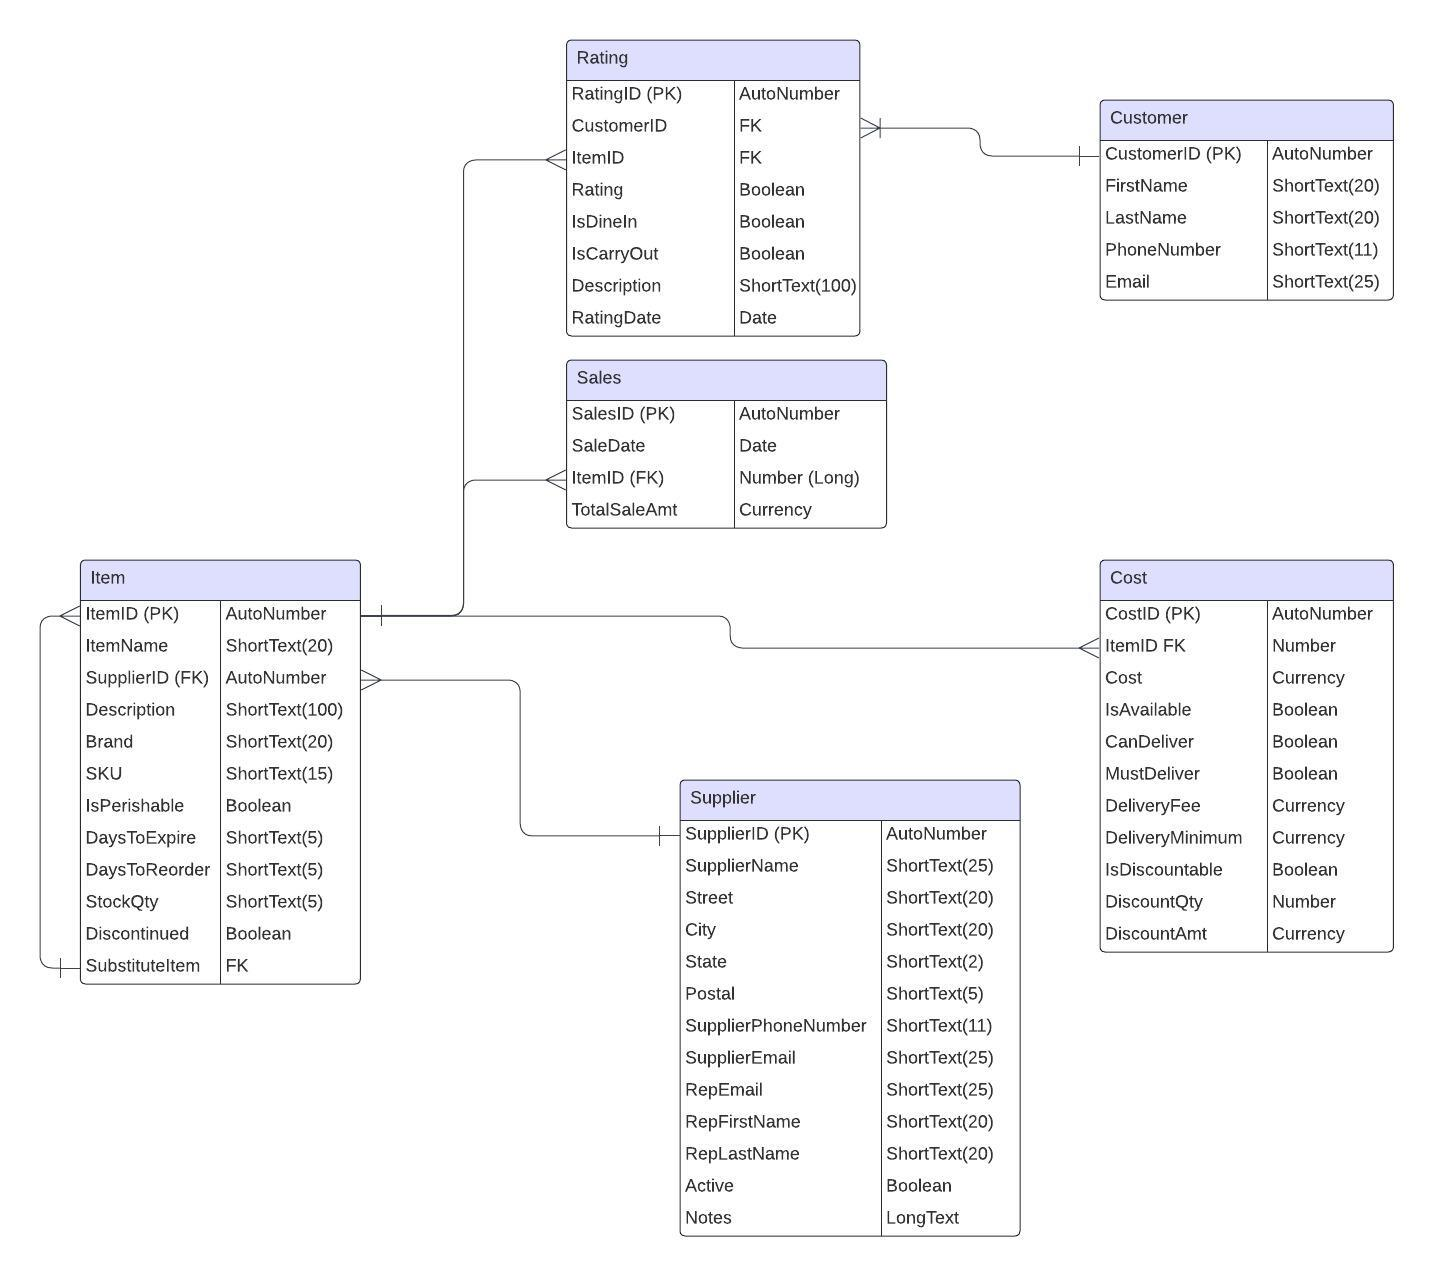 Rating
RatingID (PK) AutoNumber
CustomerID FK
ItemID FK
Rating Boolean
IsDineIn Boolean
IsCarryOut Boolean
Description ShortText(100)
RatingDate Date
Customer
CustomerID (PK) AutoNumber
FirstName ShortText(20)
LastName ShortText(20)
PhoneNumber ShortText(11)
Email ShortText(25)
Sales
SalesID (PK) AutoNumber
SaleDate Date
ItemID (FK) Number (Long)
TotalSaleAmt Currency
Item
ItemID (PK) AutoNumber
ItemName ShortText(20)
SupplierID (FK) AutoNumber
Description ShortText(100)
Brand ShortText(20)
SKU ShortText(15)
IsPerishable Boolean
DaysToExpire ShortText(5)
DaysToReorder ShortText(5)
StockQty ShortText(5)
Discontinued Boolean
SubstituteItem FK
Cost
CostID (PK) AutoNumber
ItemID FK Number
Cost Currency
IsAvailable Boolean
CanDeliver Boolean
MustDeliver Boolean
DeliveryFee Currency
DeliveryMinimum Currency
IsDiscountable Boolean
DiscountQty Number
DiscountAmt Currency
Supplier
SupplierID (PK) AutoNumber
SupplierName ShortText(25)
Street ShortText(20)
City ShortText(20)
State ShortText(2)
Postal ShortText(5)
SupplierPhoneNumber ShortText(11)
SupplierEmail ShortText(25)
RepEmail ShortText(25)
RepFirstName ShortText(20)
RepLastName ShortText(20)
Active Boolean
Notes LongText